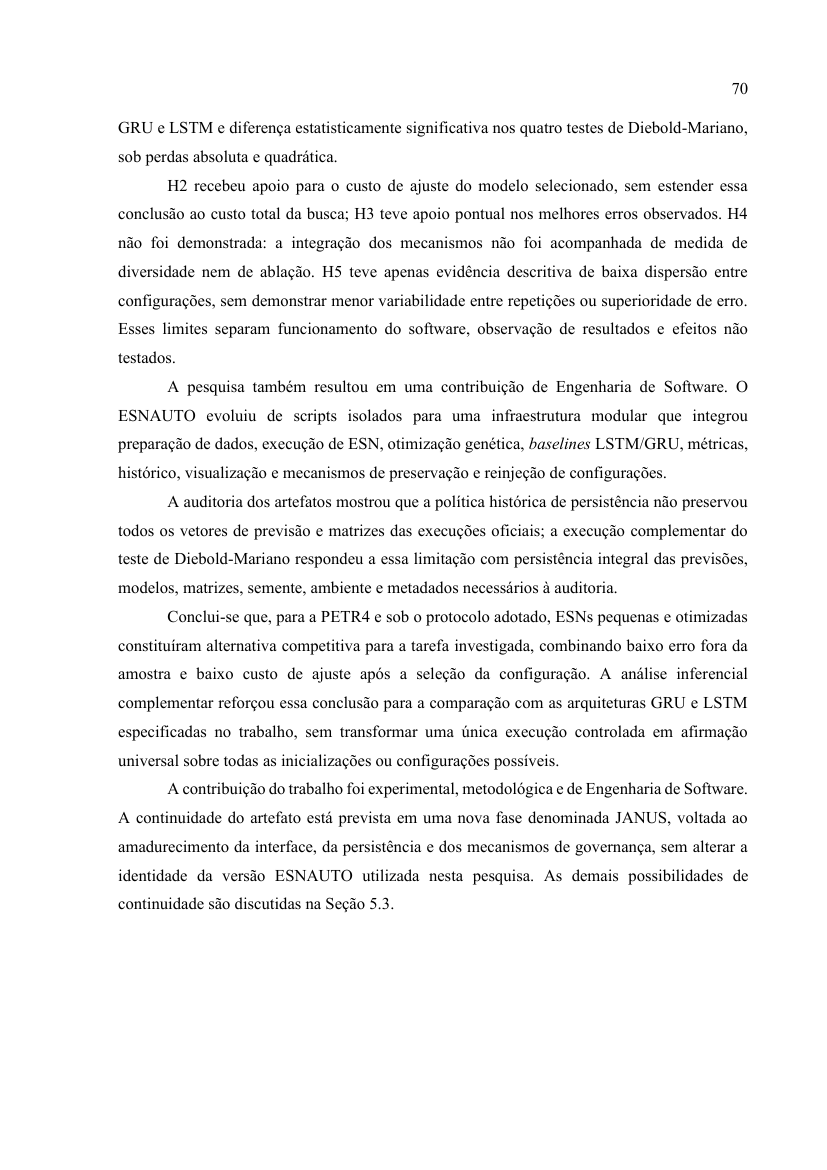 70
GRU e LSTM e diferença estatisticamente significativa nos quatro testes de Diebold-Mariano,
sob perdas absoluta e quadrática.
H2 recebeu apoio para o custo de ajuste do modelo selecionado, sem estender essa
conclusão ao custo total da busca; H3 teve apoio pontual nos melhores erros observados. H4
não foi demonstrada: a integração dos mecanismos não foi acompanhada de medida de
diversidade nem de ablação. H5 teve apenas evidência descritiva de baixa dispersão entre
configurações, sem demonstrar menor variabilidade entre repetições ou superioridade de erro.
Esses limites separam funcionamento do software, observação de resultados e efeitos não
testados.
A pesquisa também resultou em uma contribuição de Engenharia de Software. O
ESNAUTO evoluiu de scripts isolados para uma infraestrutura modular que integrou
preparação de dados, execução de ESN, otimização genética, baselines LSTM/GRU, métricas,
histórico, visualização e mecanismos de preservação e reinjeção de configurações.
A auditoria dos artefatos mostrou que a política histórica de persistência não preservou
todos os vetores de previsão e matrizes das execuções oficiais; a execução complementar do
teste de Diebold-Mariano respondeu a essa limitação com persistência integral das previsões,
modelos, matrizes, semente, ambiente e metadados necessários à auditoria.
Conclui-se que, para a PETR4 e sob o protocolo adotado, ESNs pequenas e otimizadas
constituíram alternativa competitiva para a tarefa investigada, combinando baixo erro fora da
amostra e baixo custo de ajuste após a seleção da configuração. A análise inferencial
complementar reforçou essa conclusão para a comparação com as arquiteturas GRU e LSTM
especificadas no trabalho, sem transformar uma única execução controlada em afirmação
universal sobre todas as inicializações ou configurações possíveis.
A contribuição do trabalho foi experimental, metodológica e de Engenharia de Software.
A continuidade do artefato está prevista em uma nova fase denominada JANUS, voltada ao
amadurecimento da interface, da persistência e dos mecanismos de governança, sem alterar a
identidade da versão ESNAUTO utilizada nesta pesquisa. As demais possibilidades de
continuidade são discutidas na Seção 5.3.